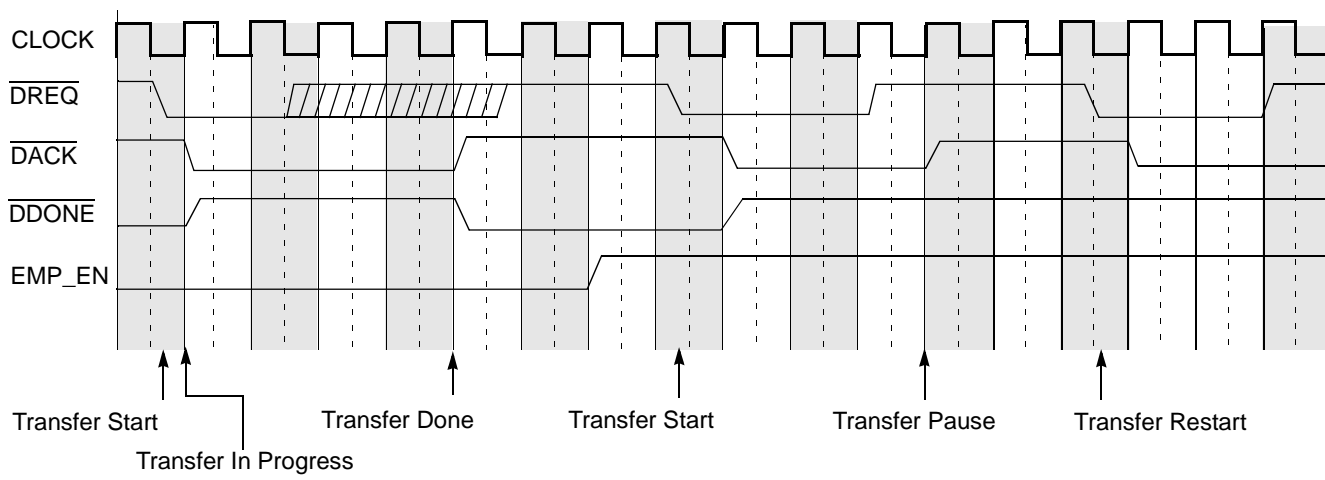 CLOCK
DREQ
DACK
DDONE
EMP_EN
Transfer Start
Transfer Done
Transfer Start
Transfer Pause
Transfer Restart
Transfer In Progress